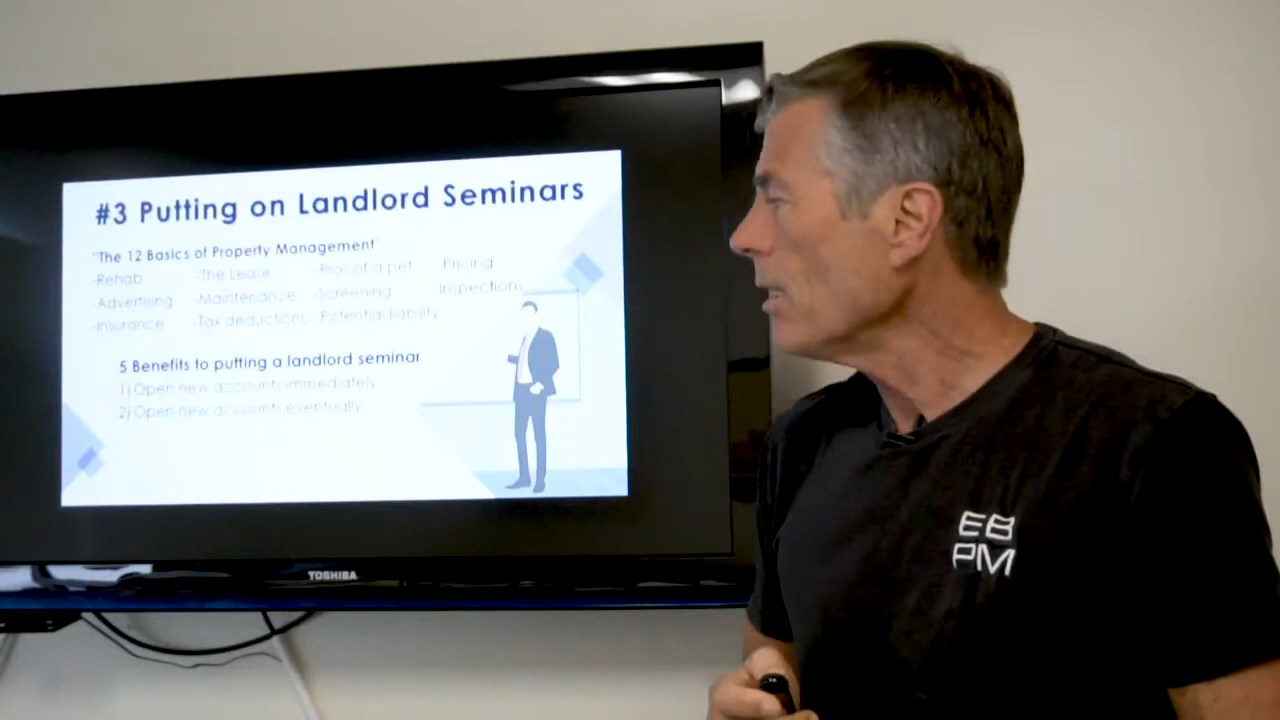 #3 Putting on Landlord Seminars
"The 12 Basics of Property Management"
-Rehab -The Lease -Proc of a pet Pricing
-Advertising -Maintenance -Screening Inspections
-Insurance -Tax deductions -Potential liability
5 Benefits to putting a landlord seminar
1) Open new accounts immediately
2) Open new accounts eventually
TOSHIBA
EB
PM